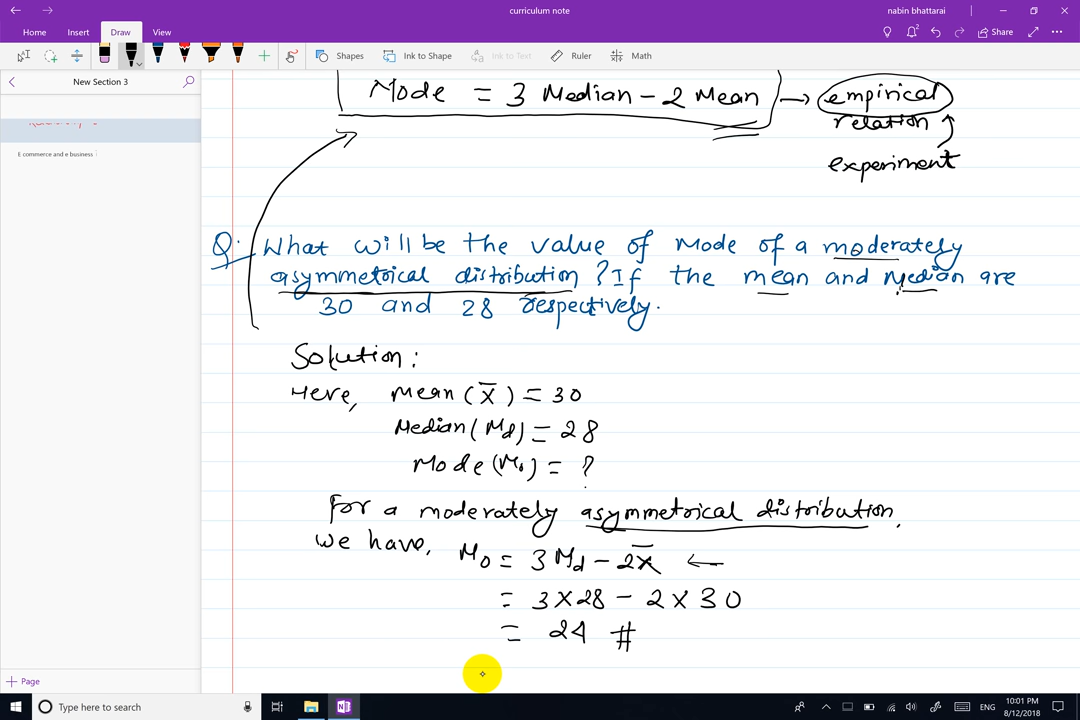 curriculum note
nabin bhattarai
Home Insert Draw View
Share
Shapes Ink to Shape Ink to Text Ruler Math
New Section 3
E commerce and e business
Mode = 3 Median - 2 Mean → empirical
relation
experiment
Q. What will be the value of Mode of a moderately
asymmetrical distribution ? If the mean and Median are
30 and 28 respectively.
Solution:
Here, Mean (X̅) = 30
Median (Md) = 28
Mode (Mo) = ?
For a moderately asymmetrical distribution,
we have, Mo = 3 Md - 2X̅ ←
= 3 × 28 - 2 × 30
= 24 #
+ Page
Type here to search
ENG
10:01 PM
8/12/2018